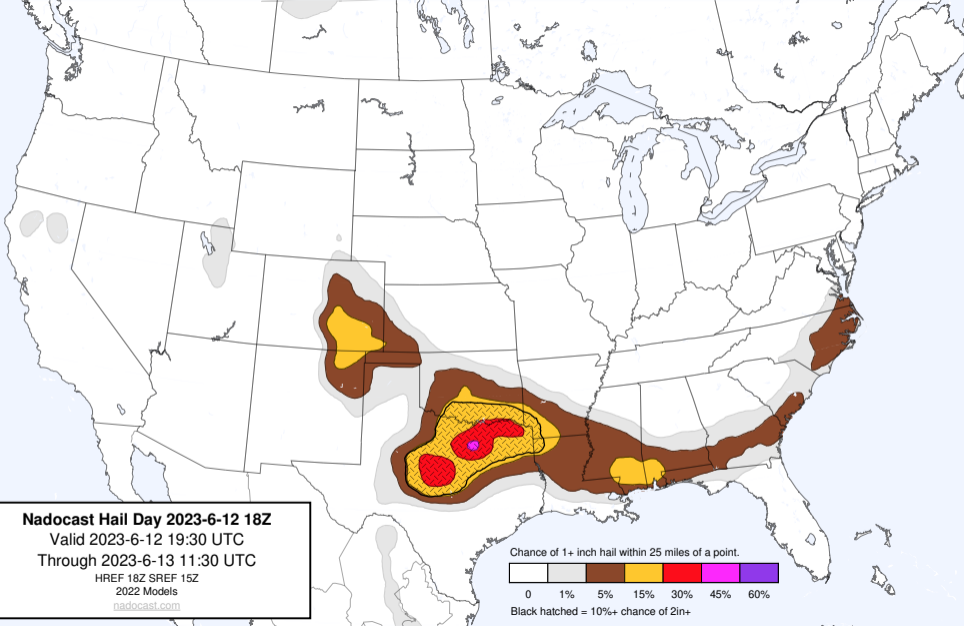 Nadocast Hail Day 2023-6-12 18Z
Valid 2023-6-12 19:30 UTC
Through 2023-6-13 11:30 UTC
HREF 18Z SREF 15Z
2022 Models
nadocast.com
Chance of 1+ inch hail within 25 miles of a point.
0 1% 5% 15% 30% 45% 60%
Black hatched = 10%+ chance of 2in+